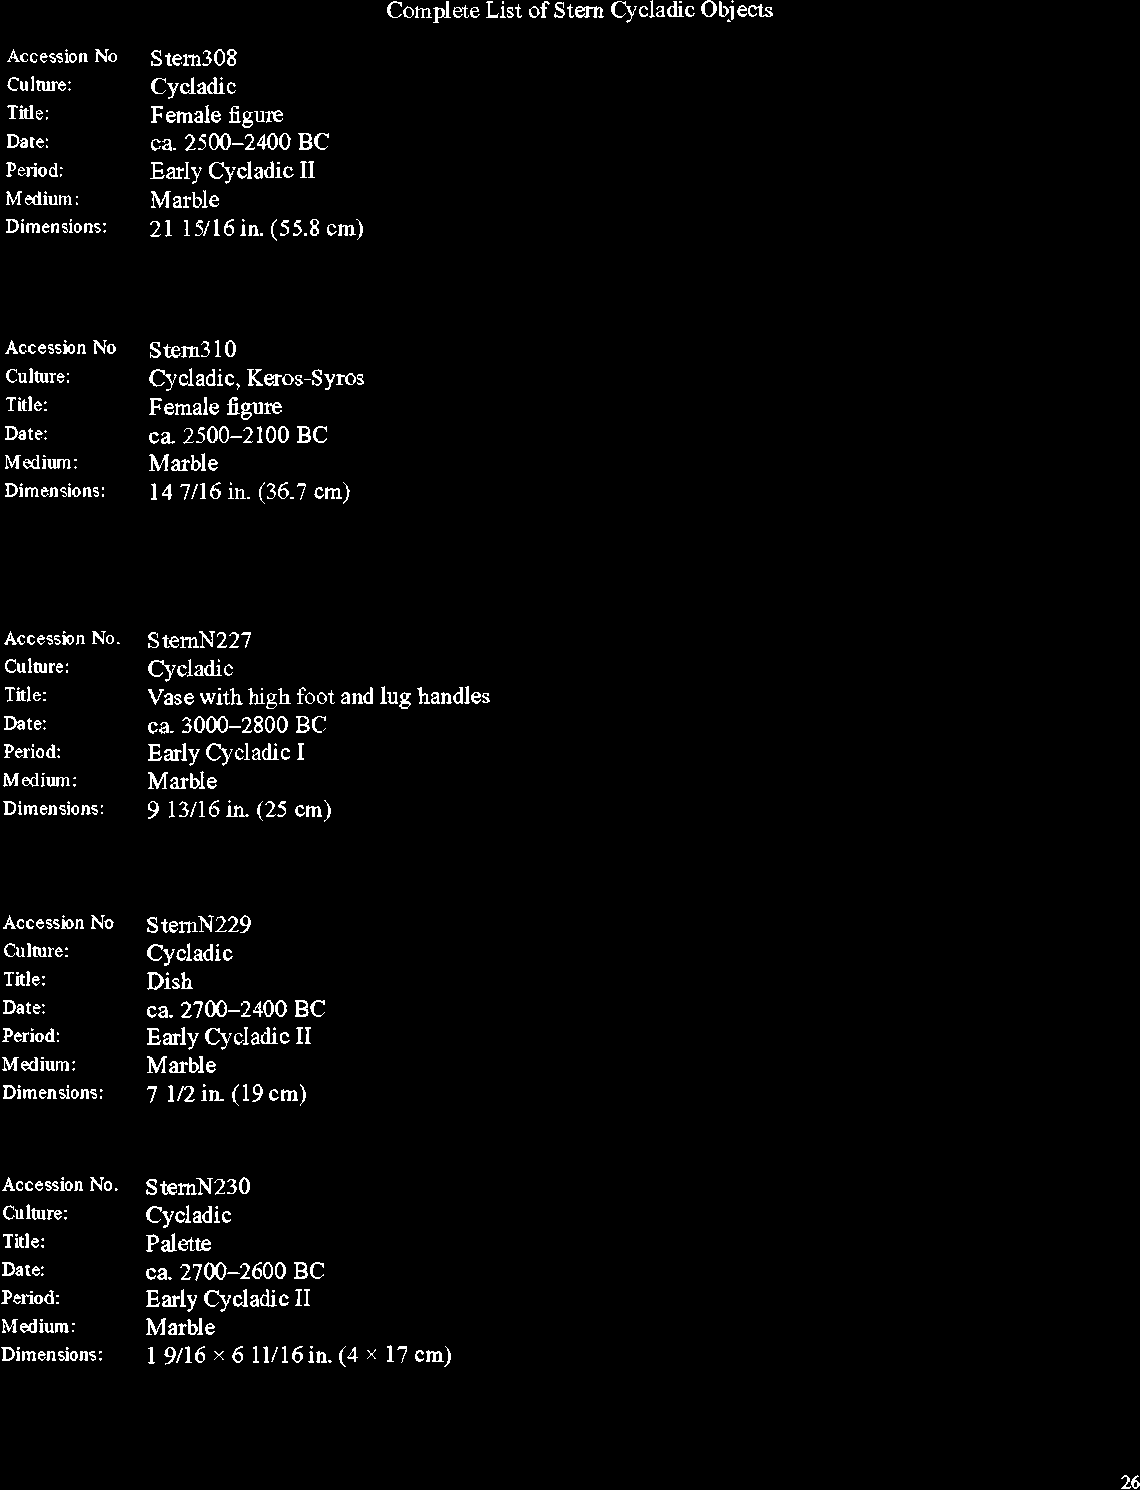 Complete List of Stern Cycladic Objects
Accession No Stern308
Culture: Cycladic
Title: Female figure
Date: ca. 2500–2400 BC
Period: Early Cycladic II
Medium: Marble
Dimensions: 21 15/16 in. (55.8 cm)
Accession No Stern310
Culture: Cycladic, Keros-Syros
Title: Female figure
Date: ca. 2500–2100 BC
Medium: Marble
Dimensions: 14 7/16 in. (36.7 cm)
Accession No. SternN227
Culture: Cycladic
Title: Vase with high foot and lug handles
Date: ca. 3000–2800 BC
Period: Early Cycladic I
Medium: Marble
Dimensions: 9 13/16 in. (25 cm)
Accession No SternN229
Culture: Cycladic
Title: Dish
Date: ca. 2700–2400 BC
Period: Early Cycladic II
Medium: Marble
Dimensions: 7 1/2 in. (19 cm)
Accession No. SternN230
Culture: Cycladic
Title: Palette
Date: ca. 2700–2600 BC
Period: Early Cycladic II
Medium: Marble
Dimensions: 1 9/16 × 6 11/16 in. (4 × 17 cm)
26